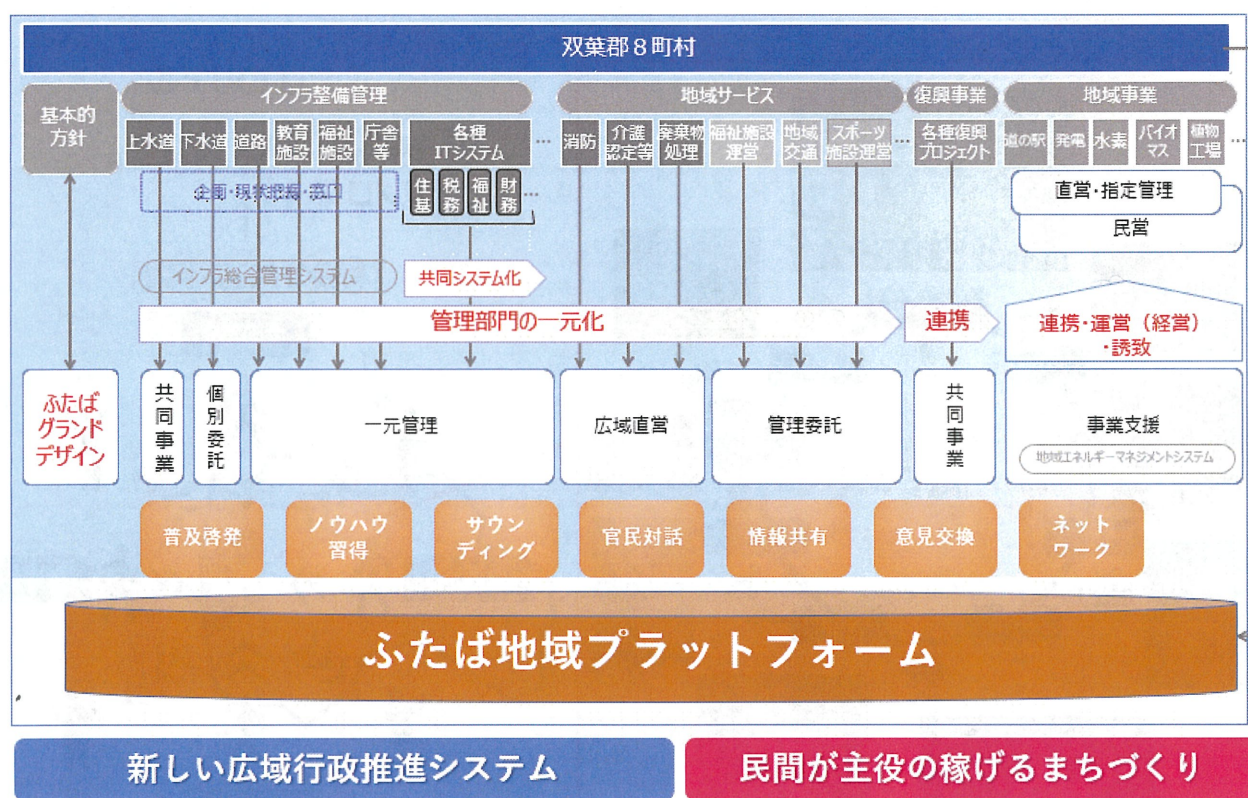 双葉郡8町村
基本的
方針
インフラ整備管理
地域サービス
復興事業
地域事業
上水道
下水道
道路
教育
施設
福祉
施設
庁舎
等
各種
ITシステム
…
消防
介護
認定等
廃棄物
処理
福祉施設
運営
地域
交通
スポーツ
施設運営
…
各種復興
プロジェクト
道の駅
発電
水素
バイオ
マス
植物
工場
…
企画・現状把握・窓口
住基
税務
福祉
財務
…
直営・指定管理
民営
インフラ総合管理システム
共同システム化
管理部門の一元化
連携
連携・運営（経営）
・誘致
ふたば
グランド
デザイン
共同事業
個別委託
一元管理
広域直営
管理委託
共同事業
事業支援
地域エネルギーマネジメントシステム
普及啓発
ノウハウ
習得
サウン
ディング
官民対話
情報共有
意見交換
ネット
ワーク
ふたば地域プラットフォーム
新しい広域行政推進システム
民間が主役の稼げるまちづくり